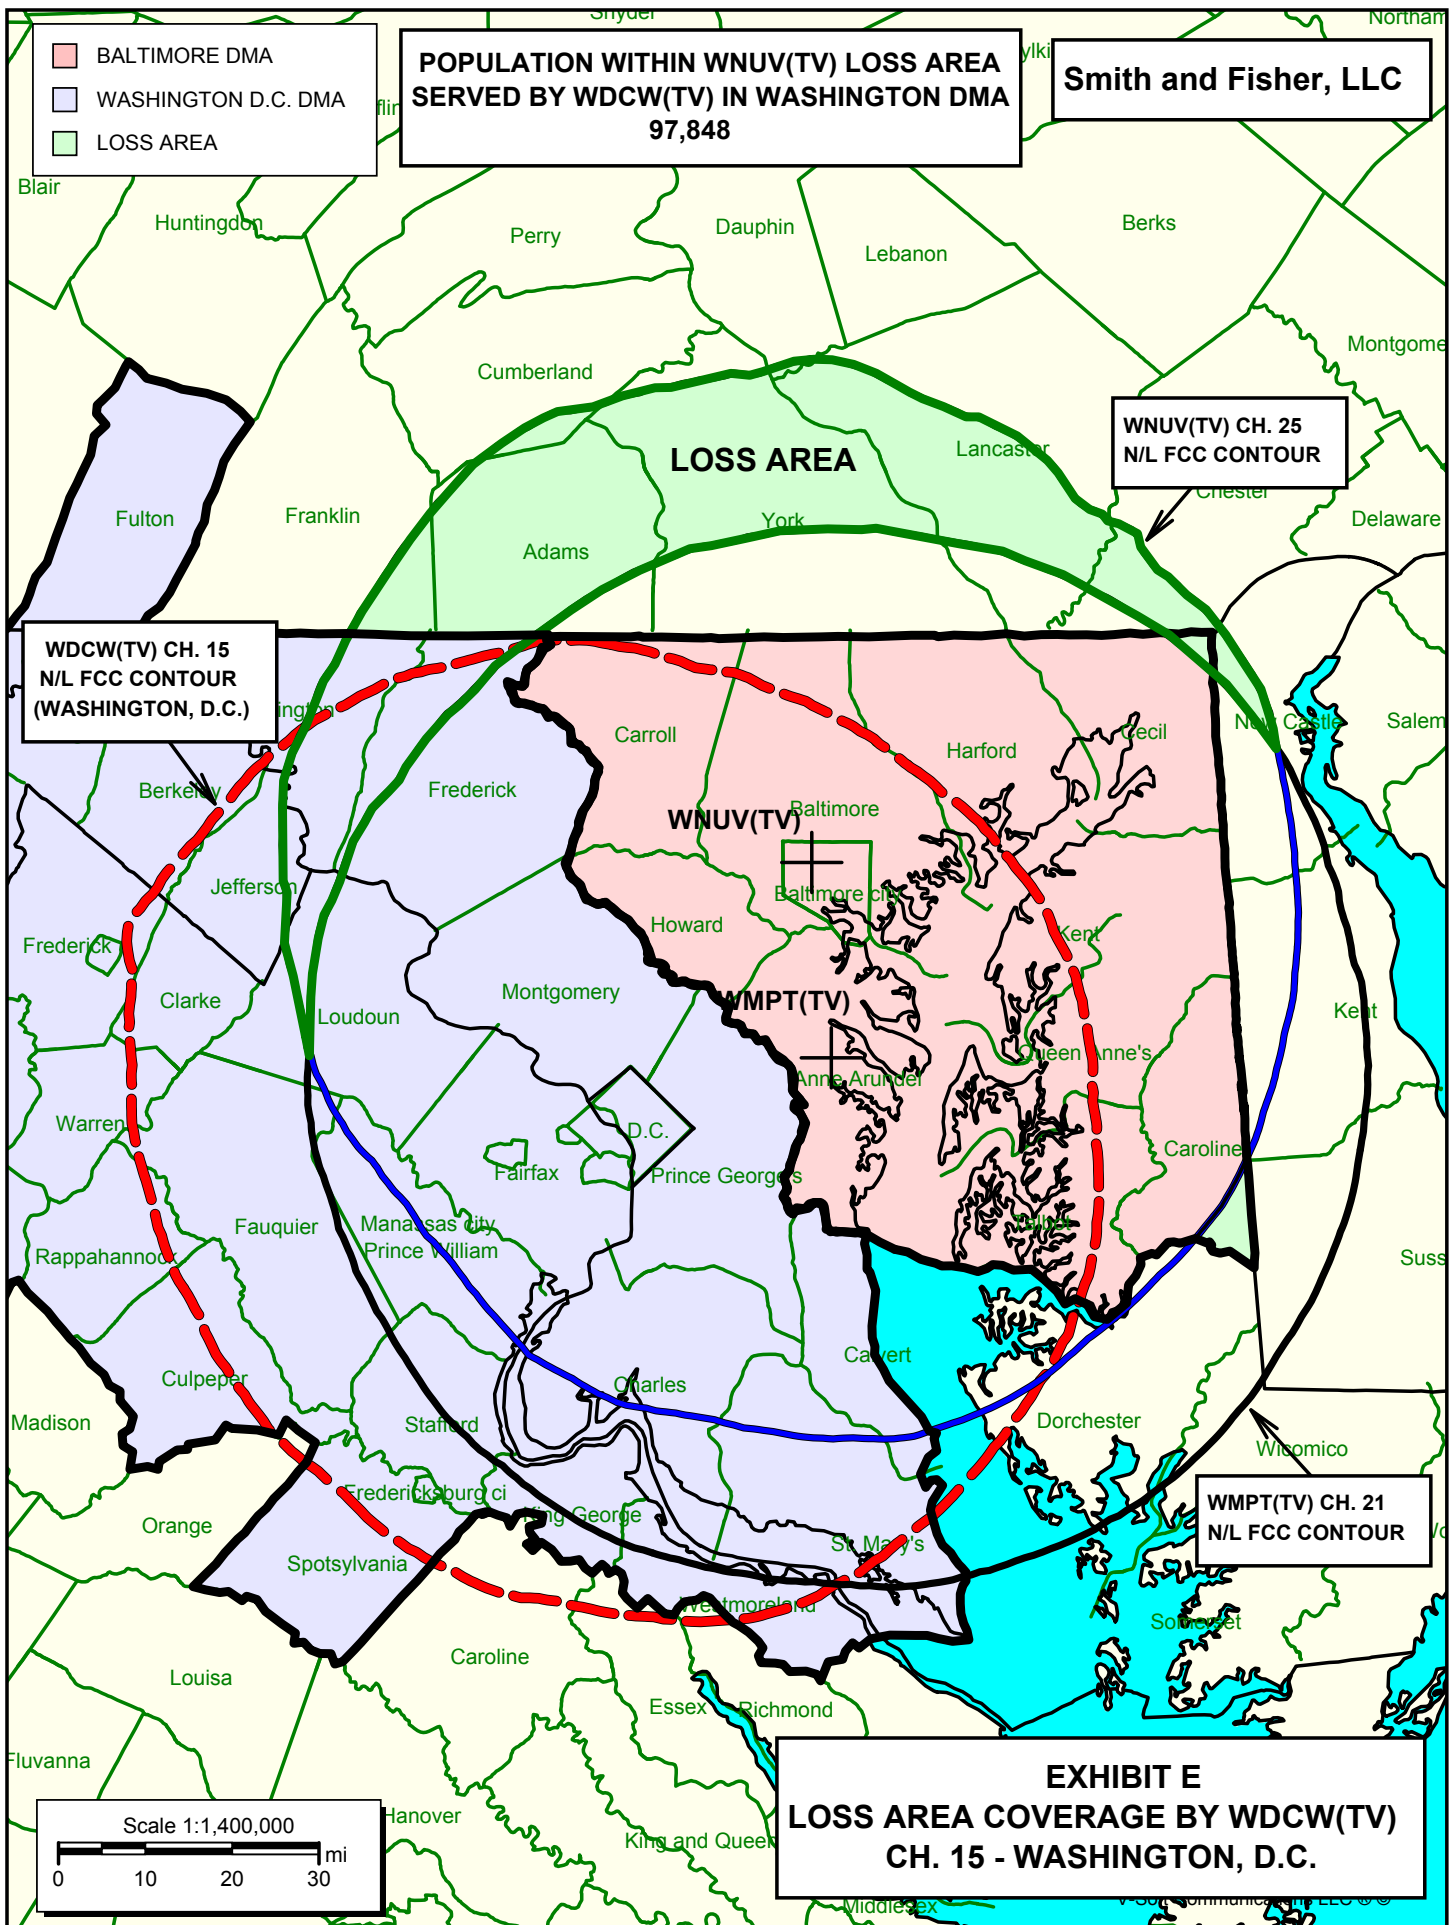 BALTIMORE DMA
WASHINGTON D.C. DMA
LOSS AREA
POPULATION WITHIN WNUV(TV) LOSS AREA
SERVED BY WDCW(TV) IN WASHINGTON DMA
97,848
Smith and Fisher, LLC
Snyder
Blair
Huntingdon
Perry
Dauphin
Lebanon
Berks
Cumberland
Montgome
WNUV(TV) CH. 25
N/L FCC CONTOUR
LOSS AREA
Lancaster
Chester
Delaware
Fulton
Franklin
York
Adams
WDCW(TV) CH. 15
N/L FCC CONTOUR
(WASHINGTON, D.C.)
ington
Carroll
Harford
Cecil
New Castle
Salem
Berkeley
Frederick
Baltimore
WNUV(TV)
Jefferson
Baltimore city
Howard
Frederick
Kent
Clarke
Montgomery
WMPT(TV)
Loudoun
Kent
Queen Anne's
Anne Arundel
Warren
D.C.
Caroline
Fairfax
Prince George's
Fauquier
Manassas city
Prince William
Talbot
Rappahannock
Suss
Calvert
Culpeper
Charles
Madison
Stafford
Dorchester
Wicomico
Fredericksburg ci
King George
WMPT(TV) CH. 21
N/L FCC CONTOUR
Orange
St. Mary's
Spotsylvania
Westmoreland
Somerset
Caroline
Louisa
Essex
Richmond
Fluvanna
EXHIBIT E
LOSS AREA COVERAGE BY WDCW(TV)
CH. 15 - WASHINGTON, D.C.
Scale 1:1,400,000
mi
0 10 20 30
Hanover
King and Queen
Middlesex